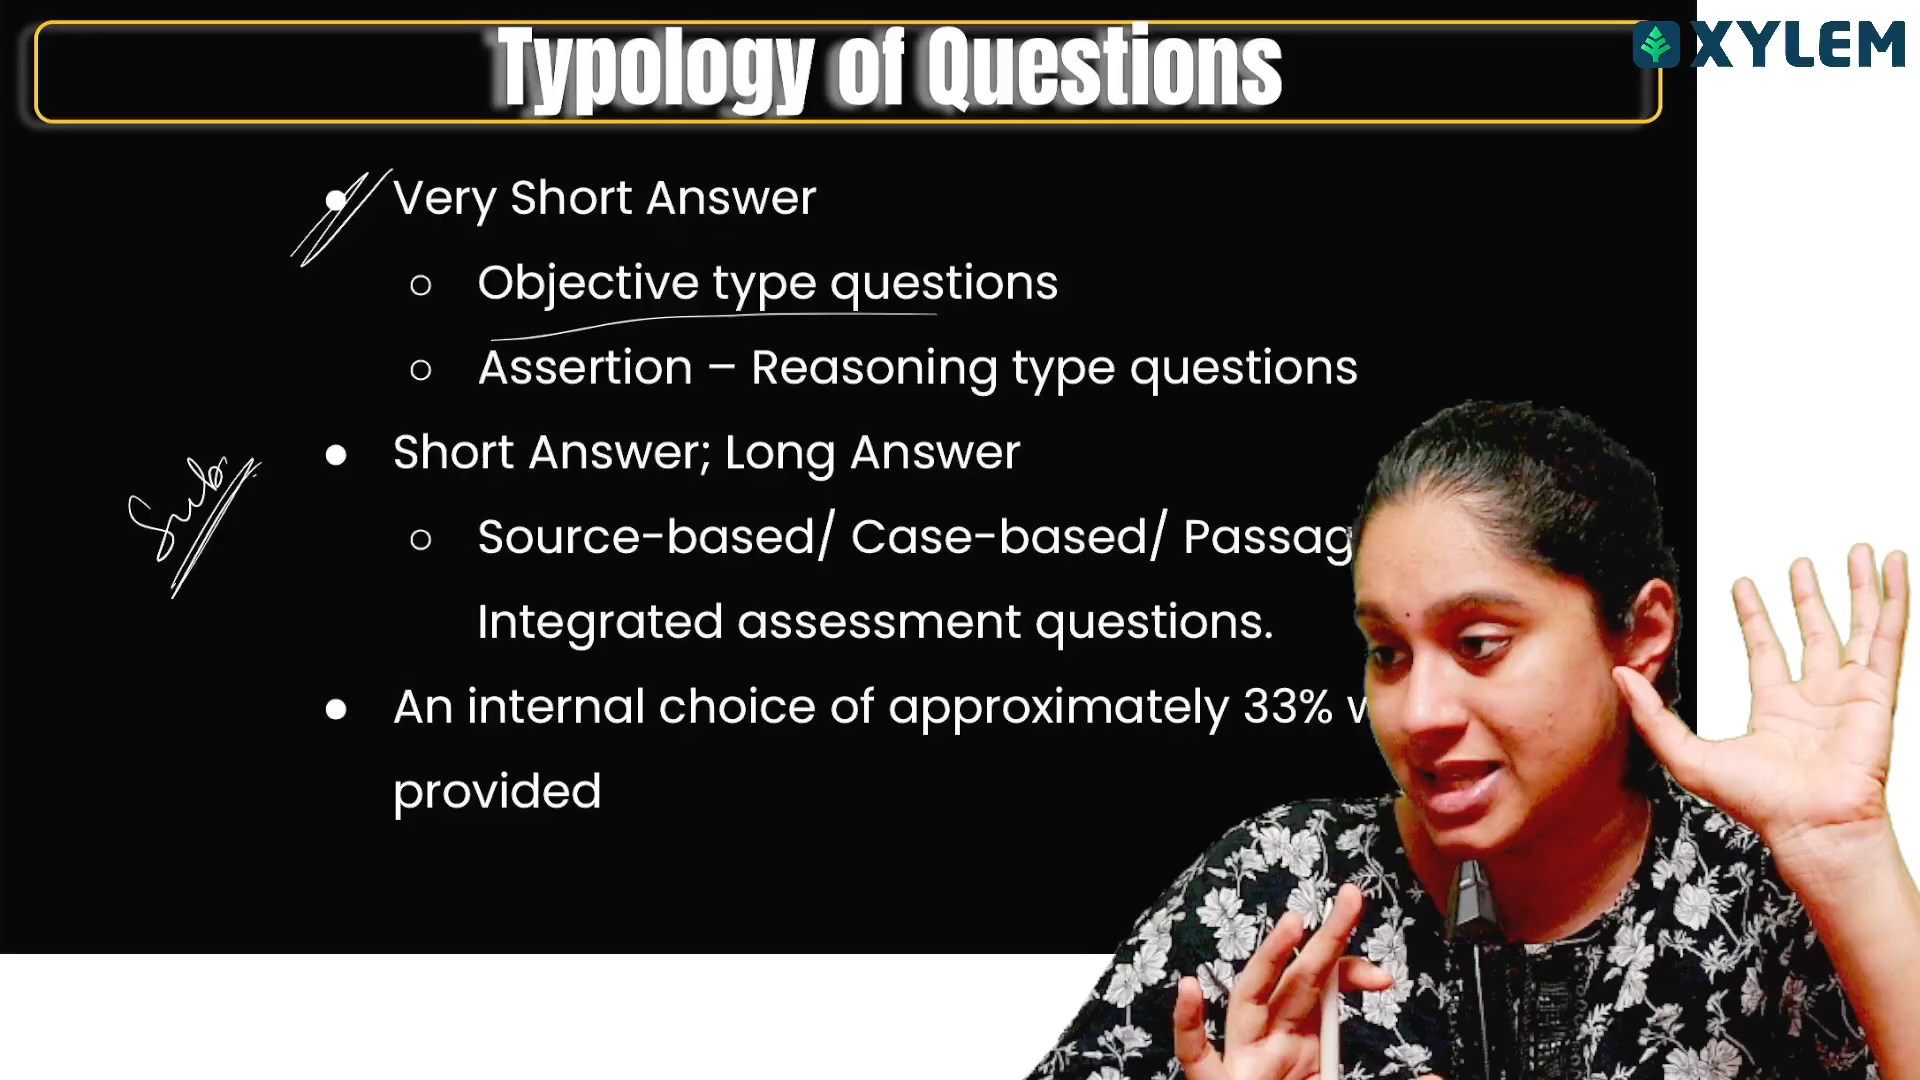 Typology of Questions
XYLEM
● Very Short Answer
○ Objective type questions
○ Assertion – Reasoning type questions
● Short Answer; Long Answer
Sub
○ Source-based/ Case-based/ Passag
Integrated assessment questions.
● An internal choice of approximately 33% w
provided